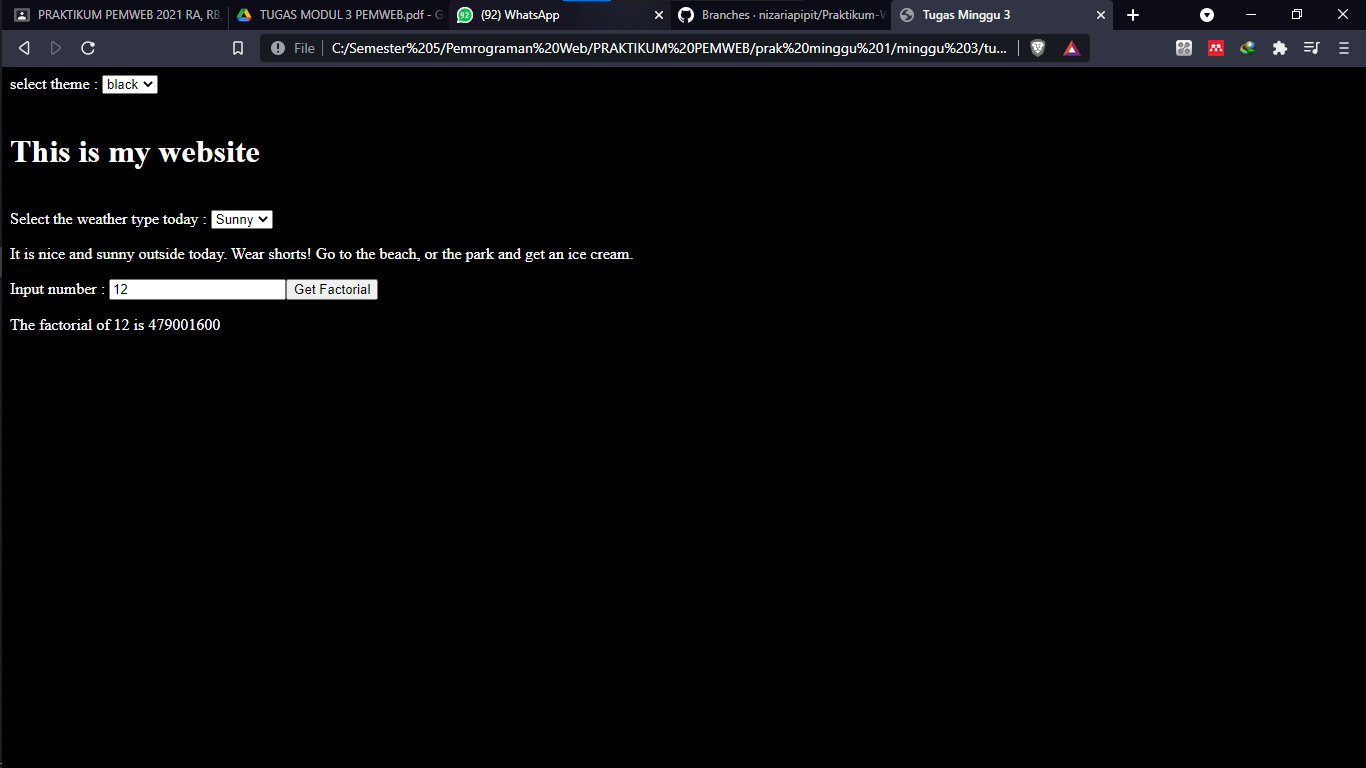 PRAKTIKUM PEMWEB 2021 RA, RB,
TUGAS MODUL 3 PEMWEB.pdf - G
92
(92) WhatsApp
Branches · nizariapipit/Praktikum-W
Tugas Minggu 3
File
C:/Semester%205/Pemrograman%20Web/PRAKTIKUM%20PEMWEB/prak%20minggu%201/minggu%203/tu...
select theme : black
This is my website
Select the weather type today : Sunny
It is nice and sunny outside today. Wear shorts! Go to the beach, or the park and get an ice cream.
Input number : 12 Get Factorial
The factorial of 12 is 479001600